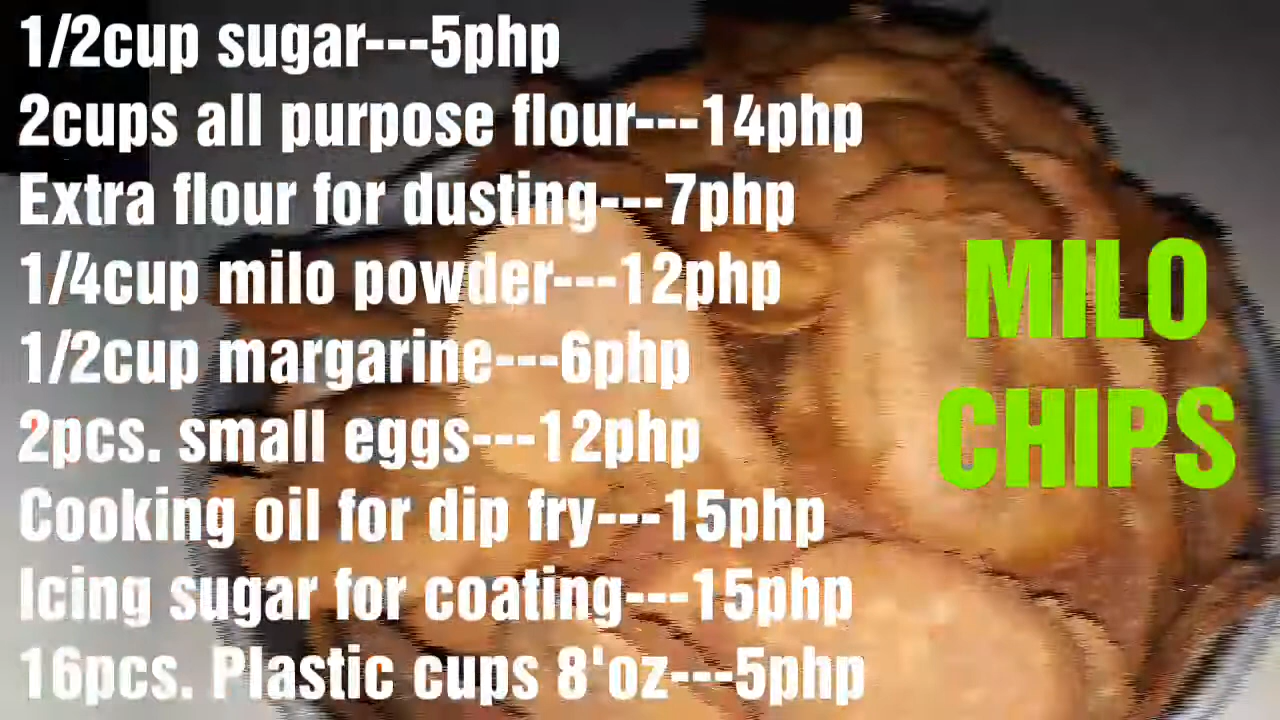 1/2cup sugar---5php
2cups all purpose flour---14php
Extra flour for dusting---7php
1/4cup milo powder---12php
1/2cup margarine---6php
2pcs. small eggs---12php
Cooking oil for dip fry---15php
Icing sugar for coating---15php
16pcs. Plastic cups 8'oz---5php
MILO
CHIPS